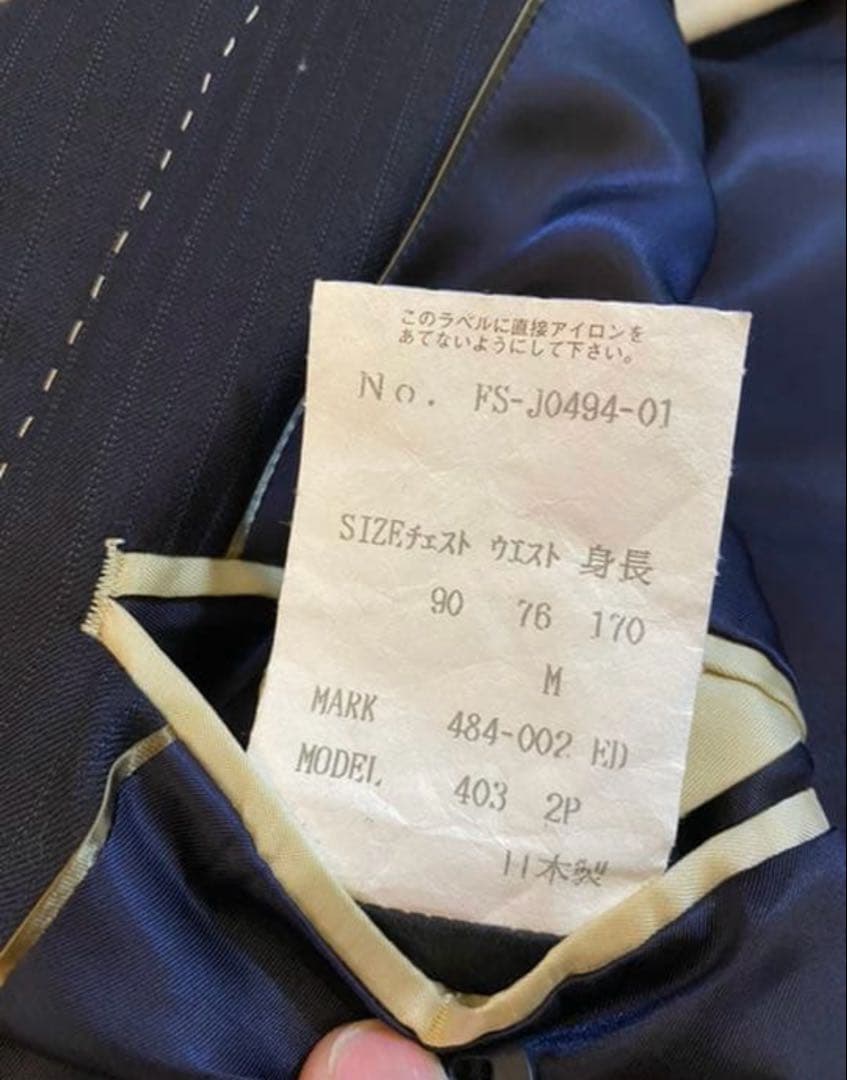 このラベルに直接アイロンを
あてないようにして下さい。
No. FS-J0494-01
SIZEチェスト ウエスト 身長
90 76 170
M
MARK 484-002 ED
MODEL 403 2P
日本製